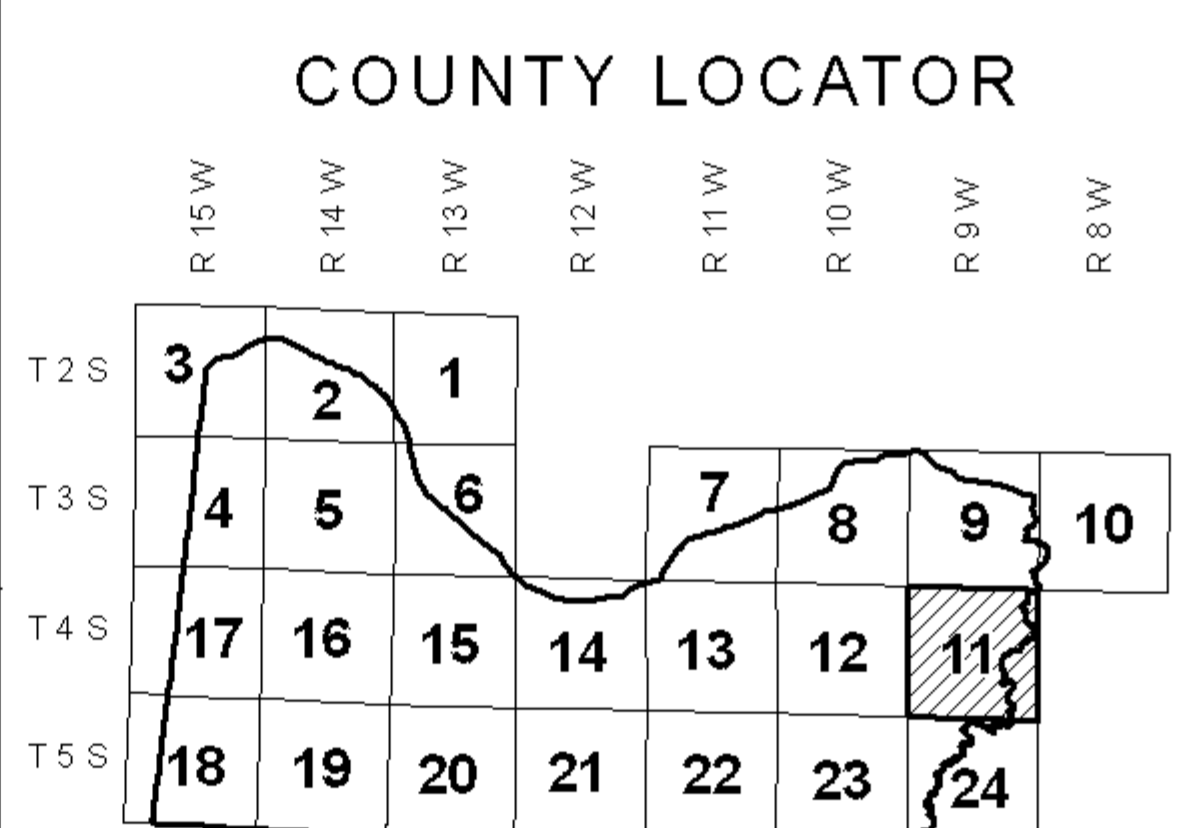 COUNTY LOCATOR
R 15 W R 14 W R 13 W R 12 W R 11 W R 10 W R 9 W R 8 W
T 2 S 3 2 1
T 3 S 4 5 6 7 8 9 10
T 4 S 17 16 15 14 13 12 11
T 5 S 18 19 20 21 22 23 24